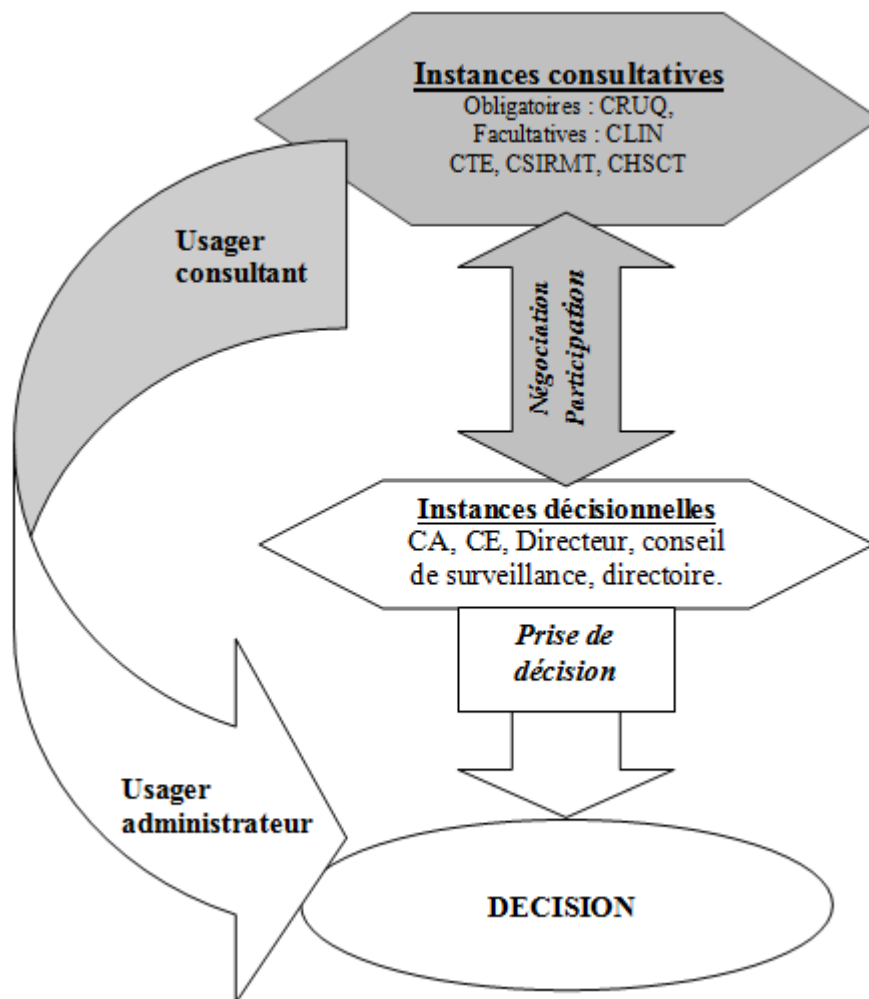 Instances consultatives
Obligatoires : CRUQ,
Facultatives : CLIN
CTE, CSIRMT, CHSCT
Usager
consultant
Négociation
Participation
Instances décisionnelles
CA, CE, Directeur, conseil
de surveillance, directoire.
Prise de
décision
Usager
administrateur
DECISION